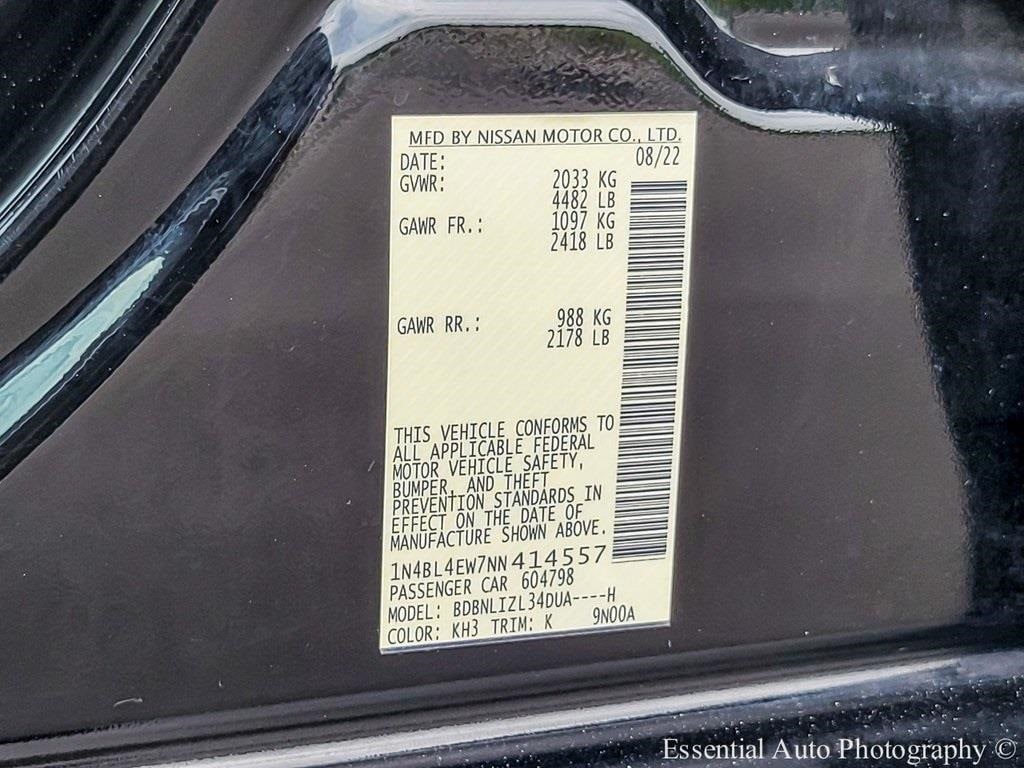 MFD BY NISSAN MOTOR CO., LTD.
DATE: 08/22
GVWR: 2033 KG
4482 LB
GAWR FR.: 1097 KG
2418 LB
GAWR RR.: 988 KG
2178 LB
THIS VEHICLE CONFORMS TO
ALL APPLICABLE FEDERAL
MOTOR VEHICLE SAFETY,
BUMPER, AND THEFT
PREVENTION STANDARDS IN
EFFECT ON THE DATE OF
MANUFACTURE SHOWN ABOVE.
1N4BL4EW7NN414557
PASSENGER CAR 604798
MODEL: BDBNLIZL34DUA----H
COLOR: KH3 TRIM: K 9N00A
Essential Auto Photography ©